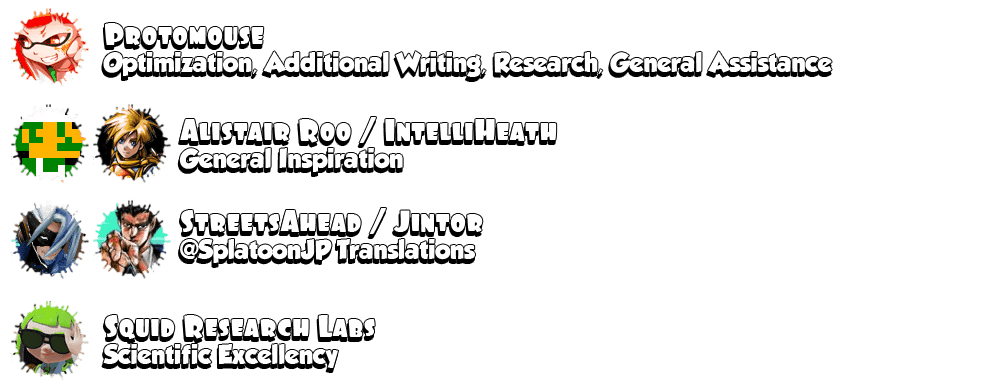 Protomouse
Optimization, Additional Writing, Research, General Assistance
Alistair Roo / IntelliHeath
General Inspiration
StreetsAhead / Jintor
@SplatoonJP Translations
Squid Research Labs
Scientific Excellency